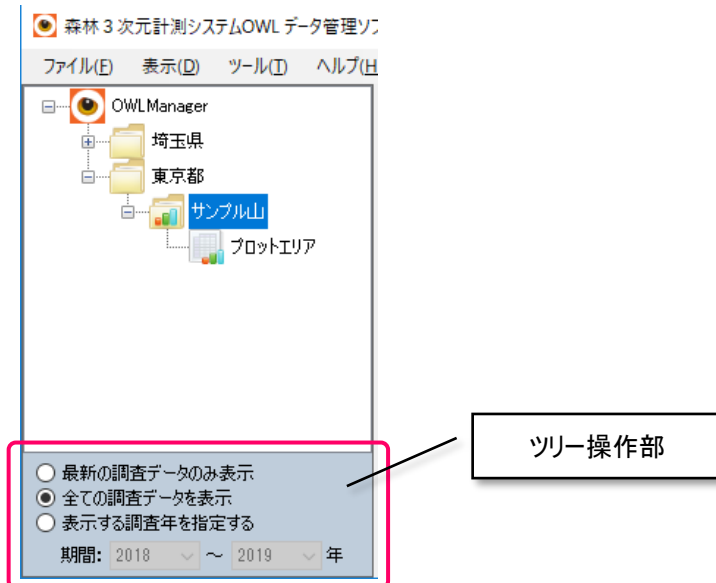 森林３次元計測システムOWL データ管理ソフ
ファイル(F) 表示(D) ツール(T) ヘルプ(H
OWLManager
埼玉県
東京都
サンプル山
プロットエリア
ツリー操作部
最新の調査データのみ表示
全ての調査データを表示
表示する調査年を指定する
期間: 2018 ～ 2019 年